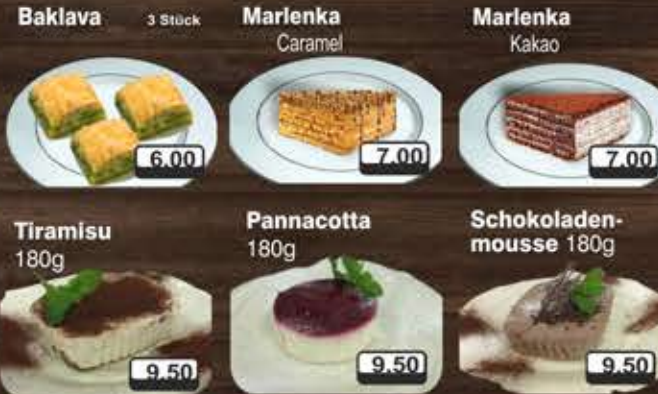 Baklava 3 Stück
6.00
Marlenka
Caramel
7.00
Marlenka
Kakao
7.00
Tiramisu
180g
9.50
Pannacotta
180g
9.50
Schokoladen-
mousse 180g
9.50